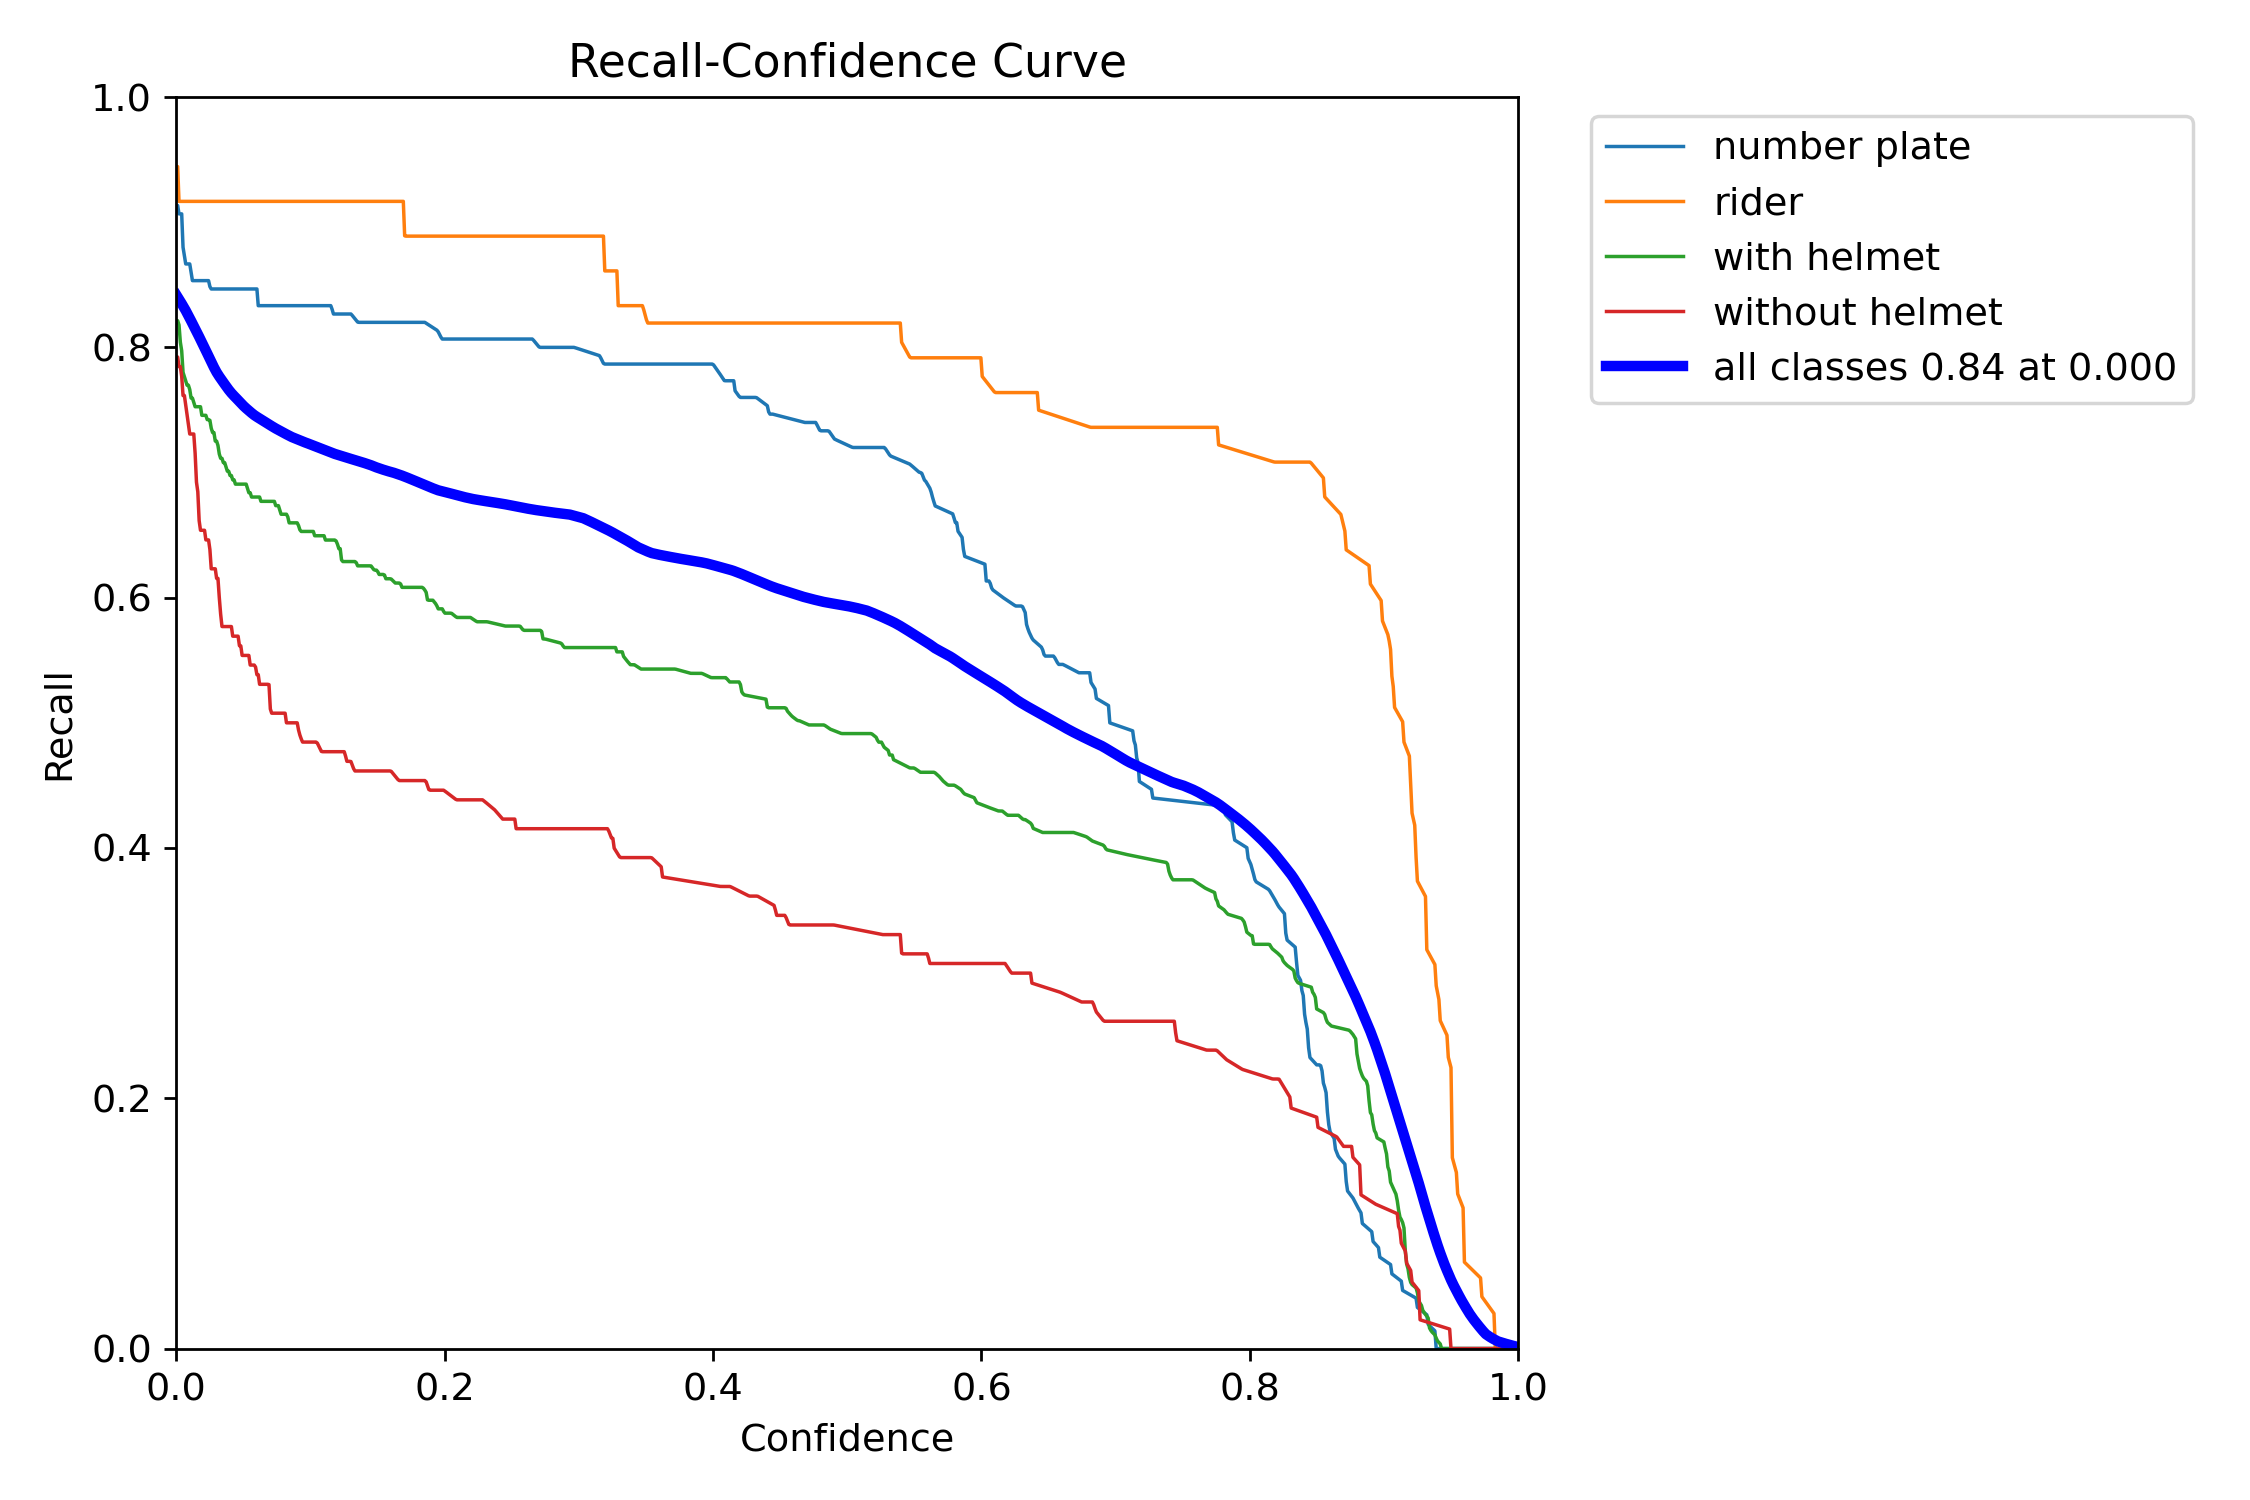 Recall-Confidence Curve
1.0
0.8
0.6
0.4
0.2
0.0
Recall
0.0 0.2 0.4 0.6 0.8 1.0
Confidence
number plate
rider
with helmet
without helmet
all classes 0.84 at 0.000